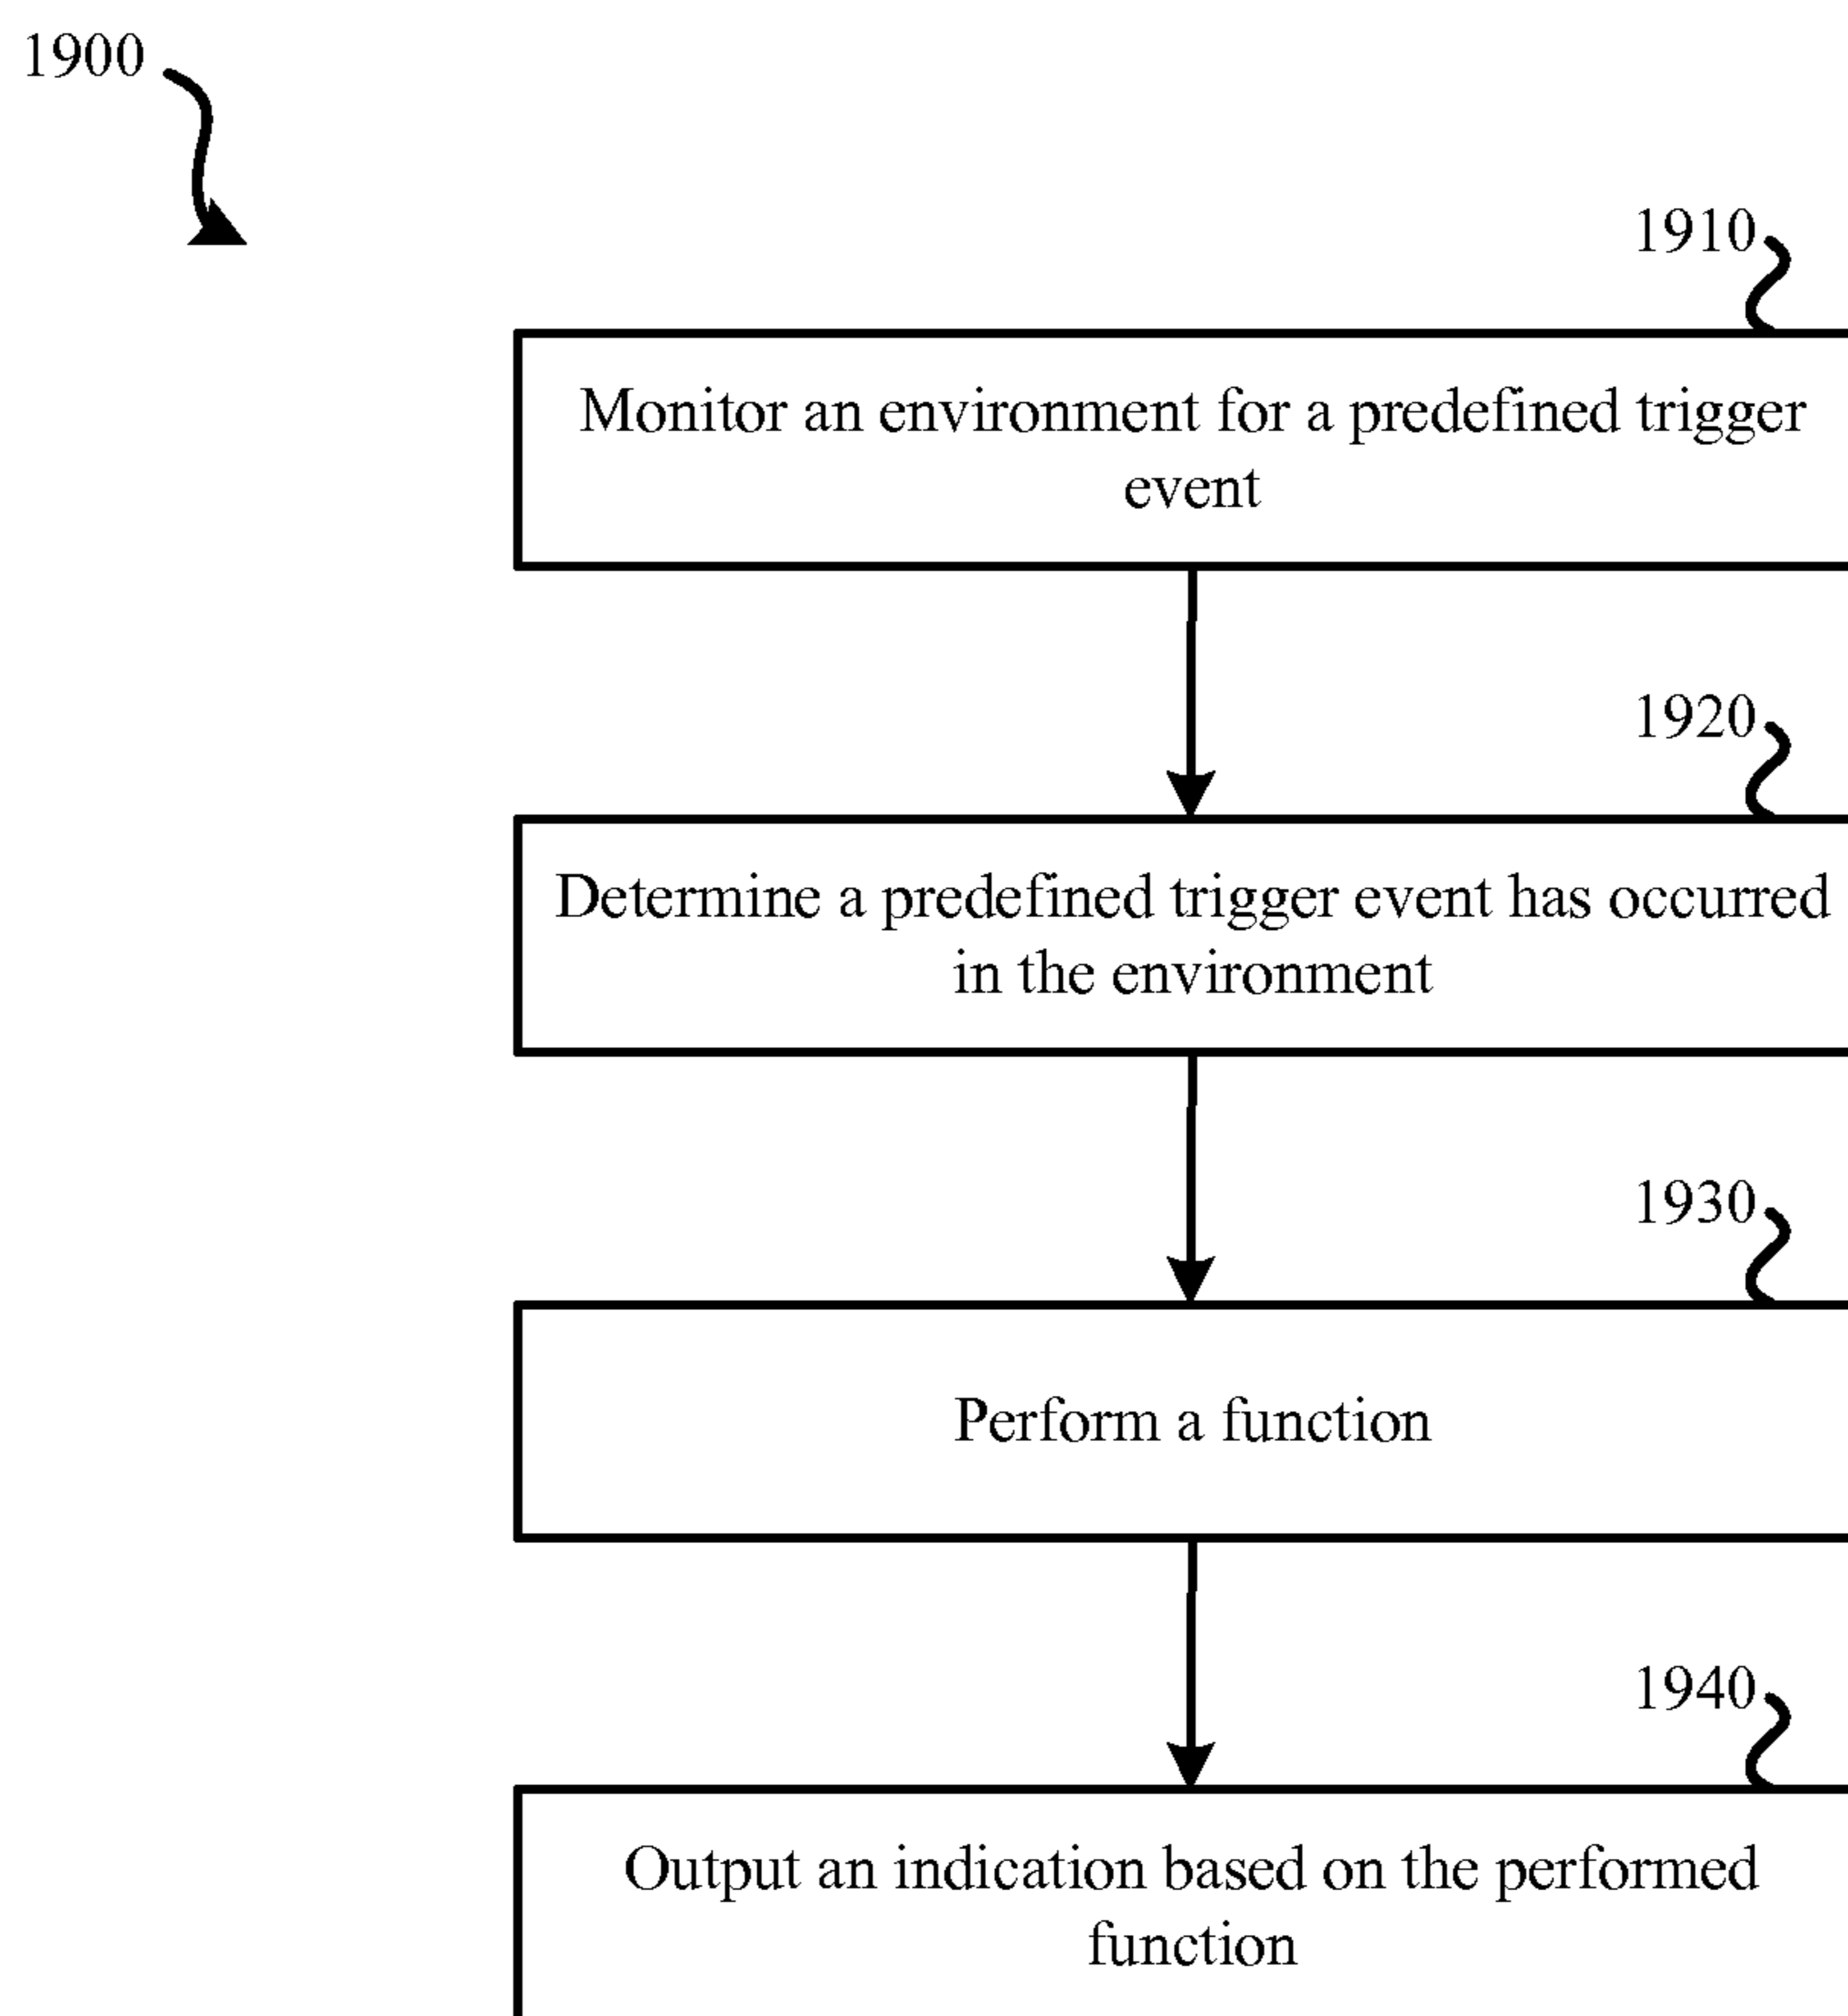 1900
1910
Monitor an environment for a predefined trigger
event
1920
Determine a predefined trigger event has occurred
in the environment
1930
Perform a function
1940
Output an indication based on the performed
function